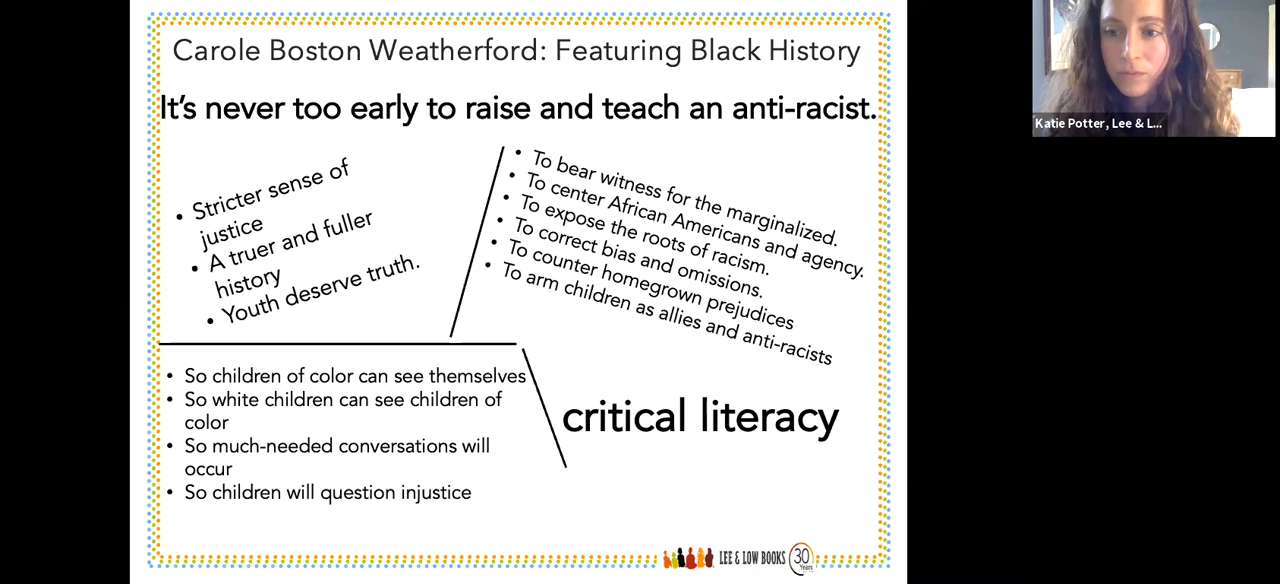 Carole Boston Weatherford: Featuring Black History
It's never too early to raise and teach an anti-racist.
• Stricter sense of
justice
• A truer and fuller
history
• Youth deserve truth.
• To bear witness for the marginalized.
• To center African Americans and agency.
• To expose the roots of racism.
• To correct bias and omissions.
• To counter homegrown prejudices
• To arm children as allies and anti-racists
• So children of color can see themselves
• So white children can see children of
color
• So much-needed conversations will
occur
• So children will question injustice
critical literacy
LEE & LOW BOOKS
30
Years
Katie Potter, Lee & L...